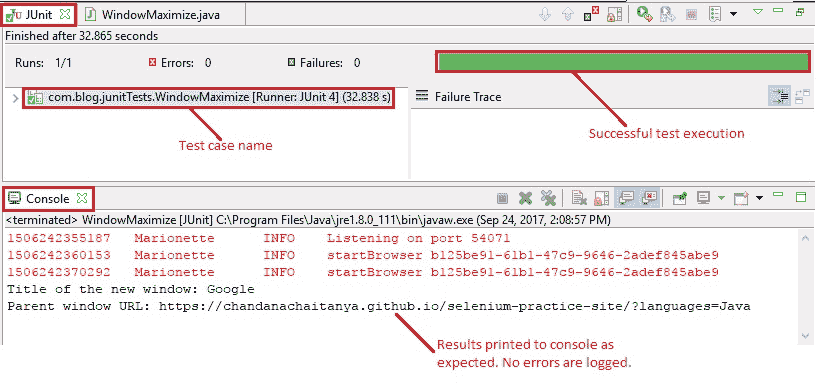 JUnit WindowMaximize.java
Finished after 32.865 seconds
Runs: 1/1 Errors: 0 Failures: 0
com.blog.junitTests.WindowMaximize [Runner: JUnit 4] (32.838 s)
Failure Trace
Test case name
Successful test execution
Console
<terminated> WindowMaximize [JUnit] C:\Program Files\Java\jre1.8.0_111\bin\javaw.exe (Sep 24, 2017, 2:08:57 PM)
1506242355187 Marionette INFO Listening on port 54071
1506242360153 Marionette INFO startBrowser b125be91-61b1-47c9-9646-2adef845abe9
1506242370292 Marionette INFO startBrowser b125be91-61b1-47c9-9646-2adef845abe9
Title of the new window: Google
Parent window URL: https://chandanachaitanya.github.io/selenium-practice-site/?languages=Java
Results printed to console as
expected. No errors are logged.